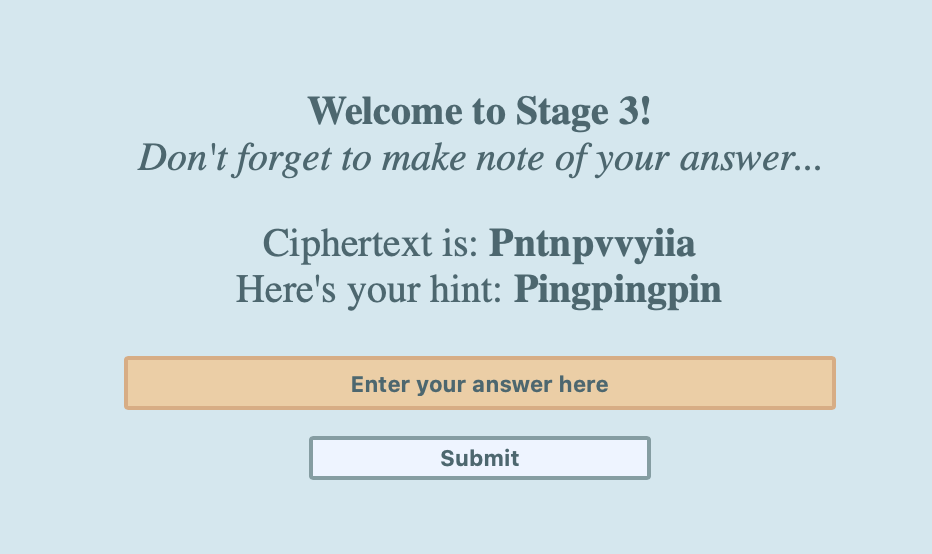 Welcome to Stage 3!
Don't forget to make note of your answer...
Ciphertext is: Pntnpvvyiia
Here's your hint: Pingpingpin
Enter your answer here
Submit